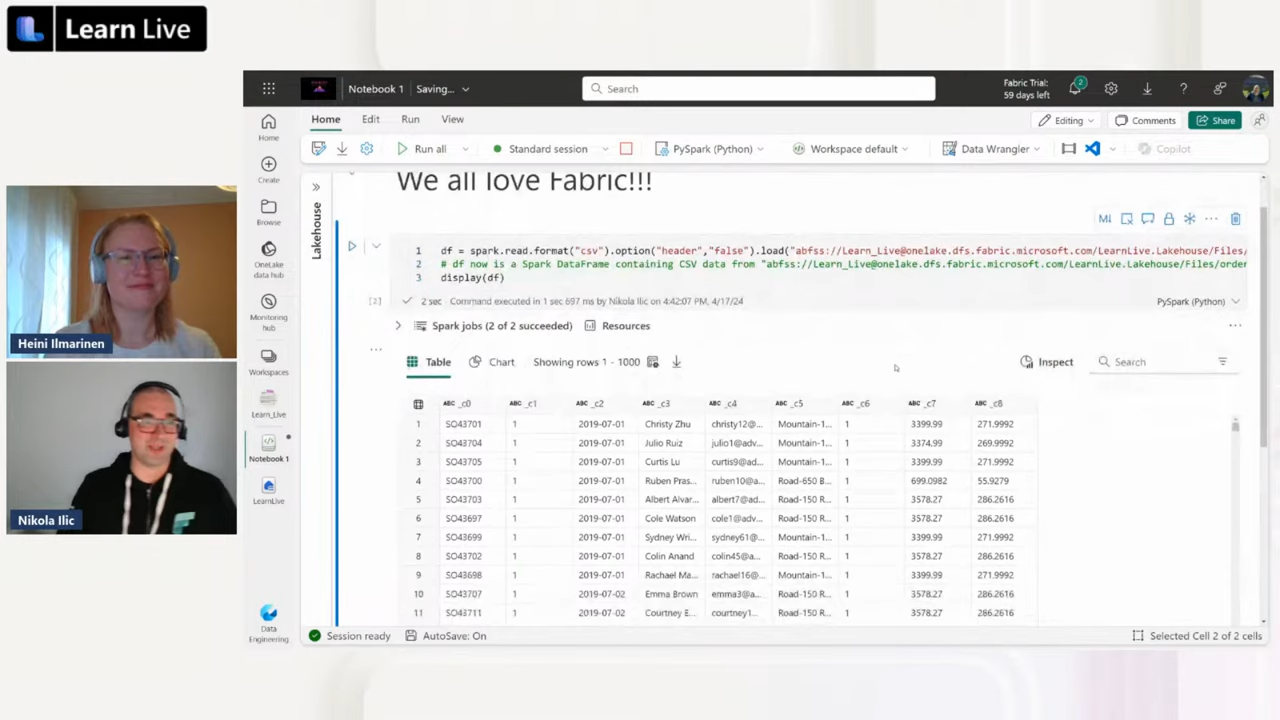 Learn Live
Notebook 1 Saving...
Search
Fabric Trial:
59 days left
2
Home Edit Run View
Editing Comments Share
Run all Standard session PySpark (Python) Workspace default Data Wrangler Copilot
Home
Create
Browse
OneLake
data hub
Monitoring
hub
Workspaces
Learn_Live
Notebook 1
LearnLive
Data
Engineering
Lakehouse
We all love Fabric!!!
M↓
1 df = spark.read.format("csv").option("header","false").load("abfss://Learn_Live@onelake.dfs.fabric.microsoft.com/LearnLive.Lakehouse/Files/
2 # df now is a Spark DataFrame containing CSV data from "abfss://Learn_Live@onelake.dfs.fabric.microsoft.com/LearnLive.Lakehouse/Files/order
3 display(df)
[2] 2 sec Command executed in 1 sec 697 ms by Nikola Ilic on 4:42:07 PM, 4/17/24 PySpark (Python)
Spark jobs (2 of 2 succeeded) Resources
Table Chart Showing rows 1 - 1000 Inspect Search
ABC _c0 ABC _c1 ABC _c2 ABC _c3 ABC _c4 ABC _c5 ABC _c6 ABC _c7 ABC _c8
1 SO43701 1 2019-07-01 Christy Zhu christy12@... Mountain-1... 1 3399.99 271.9992
2 SO43704 1 2019-07-01 Julio Ruiz julio1@adv... Mountain-1... 1 3374.99 269.9992
3 SO43705 1 2019-07-01 Curtis Lu curtis9@ad... Mountain-1... 1 3399.99 271.9992
4 SO43700 1 2019-07-01 Ruben Pras... ruben10@a... Road-650 B... 1 699.0982 55.9279
5 SO43703 1 2019-07-01 Albert Alvar... albert7@ad... Road-150 R... 1 3578.27 286.2616
6 SO43697 1 2019-07-01 Cole Watson cole1@adv... Road-150 R... 1 3578.27 286.2616
7 SO43699 1 2019-07-01 Sydney Wri... sydney61@... Mountain-1... 1 3399.99 271.9992
8 SO43702 1 2019-07-01 Colin Anand colin45@a... Road-150 R... 1 3578.27 286.2616
9 SO43698 1 2019-07-01 Rachael Ma... rachael16@... Mountain-1... 1 3399.99 271.9992
10 SO43707 1 2019-07-02 Emma Brown emma3@a... Road-150 R... 1 3578.27 286.2616
11 SO43711 1 2019-07-02 Courtney E... courtney1... Road-150 R... 1 3578.27 286.2616
Session ready AutoSave: On Selected Cell 2 of 2 cells
Heini Ilmarinen
Nikola Ilic